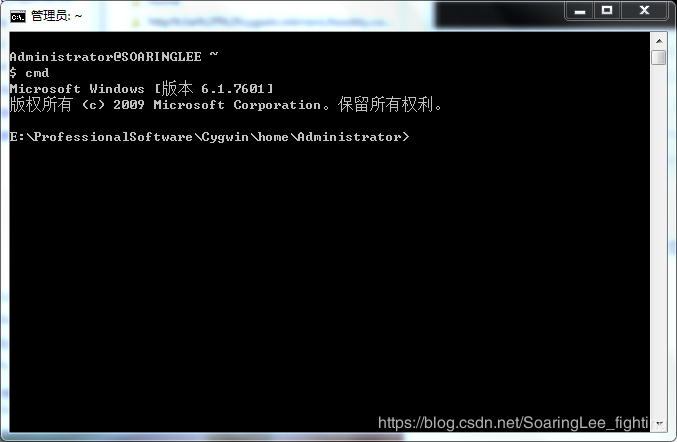 管理员: ~
Administrator@SOARINGLEE ~
$ cmd
Microsoft Windows [版本 6.1.7601]
版权所有 (c) 2009 Microsoft Corporation。保留所有权利。
E:\ProfessionalSoftware\Cygwin\home\Administrator>
https://blog.csdn.net/SoaringLee_fighti